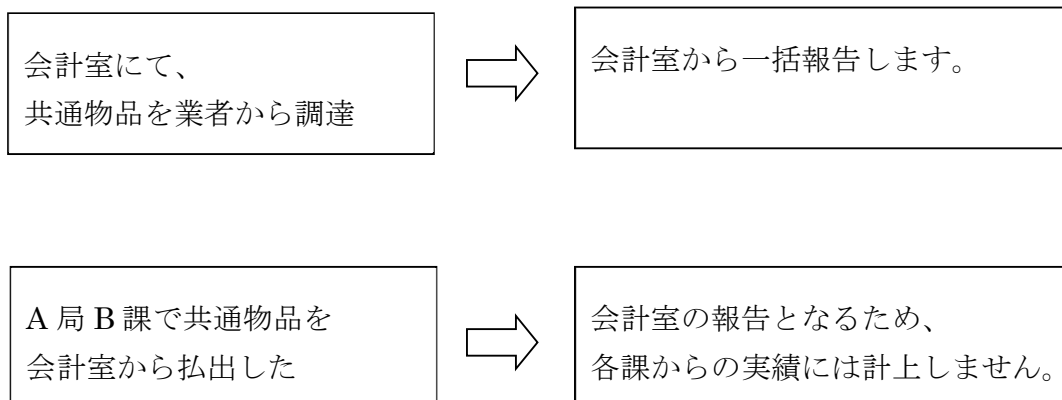 会計室にて、
共通物品を業者から調達
会計室から一括報告します。
A 局 B 課で共通物品を
会計室から払出した
会計室の報告となるため、
各課からの実績には計上しません。